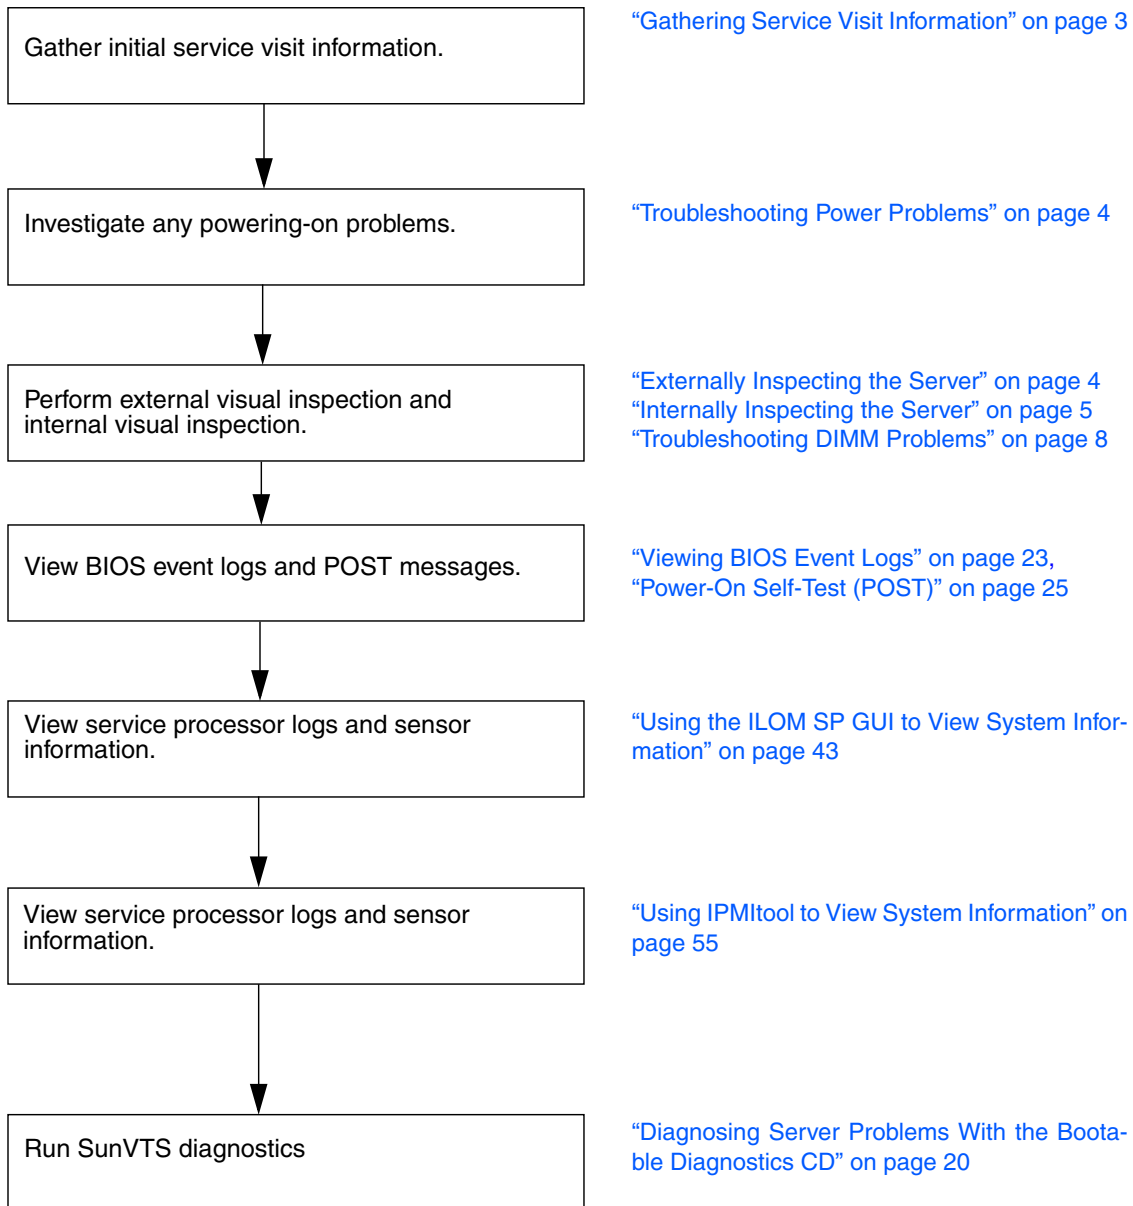 Gather initial service visit information.
“Gathering Service Visit Information” on page 3
Investigate any powering-on problems.
“Troubleshooting Power Problems” on page 4
Perform external visual inspection and
internal visual inspection.
“Externally Inspecting the Server” on page 4
“Internally Inspecting the Server” on page 5
“Troubleshooting DIMM Problems” on page 8
View BIOS event logs and POST messages.
“Viewing BIOS Event Logs” on page 23,
“Power-On Self-Test (POST)” on page 25
View service processor logs and sensor
information.
“Using the ILOM SP GUI to View System Infor-
mation” on page 43
View service processor logs and sensor
information.
“Using IPMItool to View System Information” on
page 55
Run SunVTS diagnostics
“Diagnosing Server Problems With the Boota-
ble Diagnostics CD” on page 20